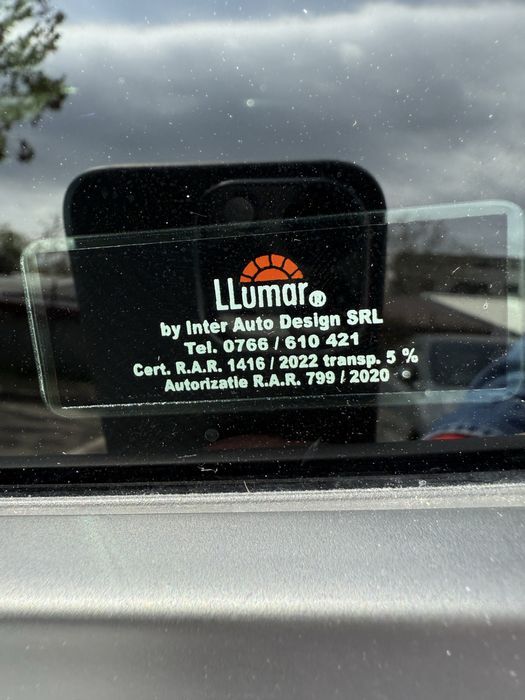 LLumar®
by Inter Auto Design SRL
Tel. 0766 / 610 421
Cert. R.A.R. 1416 / 2022 transp. 5 %
Autorizatie R.A.R. 799 / 2020